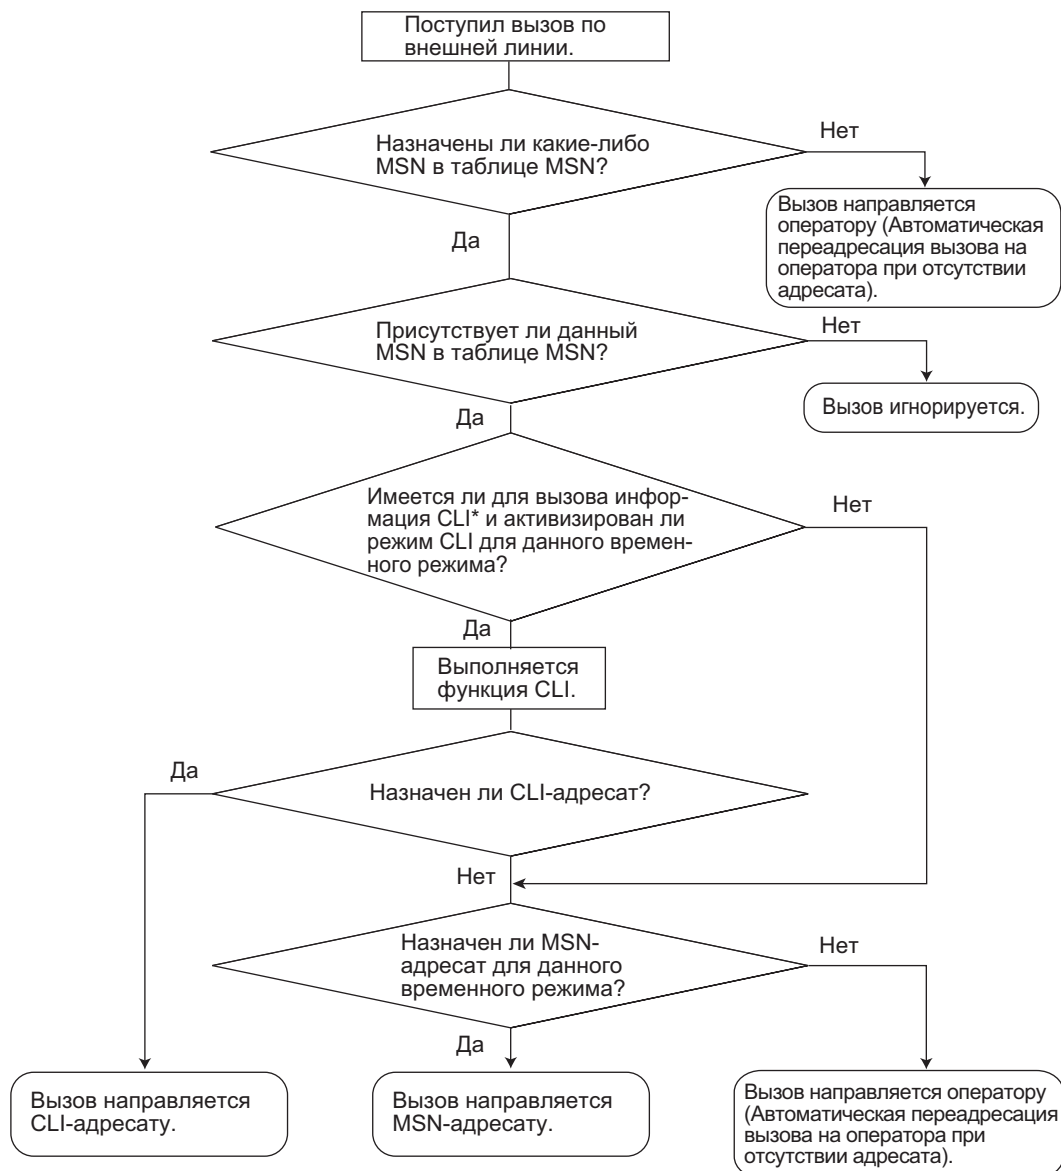 Поступил вызов по
внешней линии.
Назначены ли какие-либо
MSN в таблице MSN?
Нет
Вызов направляется
оператору (Автоматическая
переадресация вызова на
оператора при отсутствии
адресата).
Да
Присутствует ли данный
MSN в таблице MSN?
Нет
Вызов игнорируется.
Да
Имеется ли для вызова инфор-
мация CLI* и активизирован ли
режим CLI для данного времен-
ного режима?
Нет
Да
Выполняется
функция CLI.
Да
Назначен ли CLI-адресат?
Нет
Назначен ли MSN-
адресат для данного
временного режима?
Нет
Да
Вызов направляется
CLI-адресату.
Вызов направляется
MSN-адресату.
Вызов направляется оператору
(Автоматическая переадресация
вызова на оператора при
отсутствии адресата).